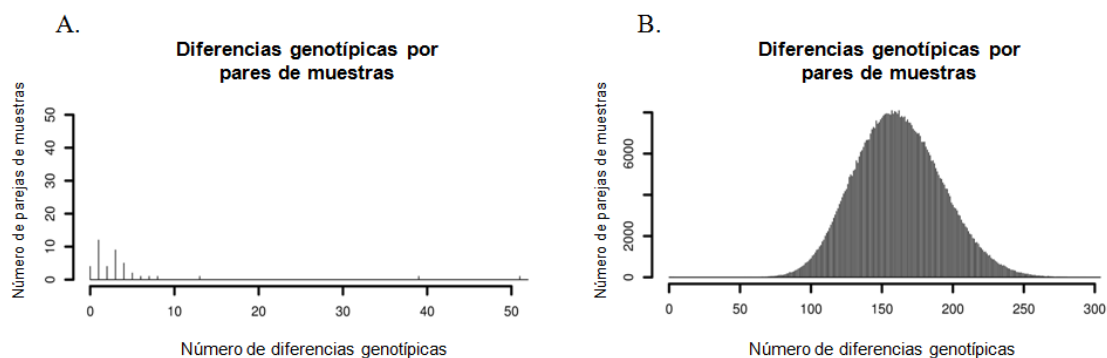 A.
Diferencias genotípicas por
pares de muestras
Número de parejas de muestras
50
40
30
20
10
0
0 10 20 30 40 50
Número de diferencias genotípicas
B.
Diferencias genotípicas por
pares de muestras
Número de parejas de muestras
6000
2000
0
0 50 100 150 200 250 300
Número de diferencias genotípicas